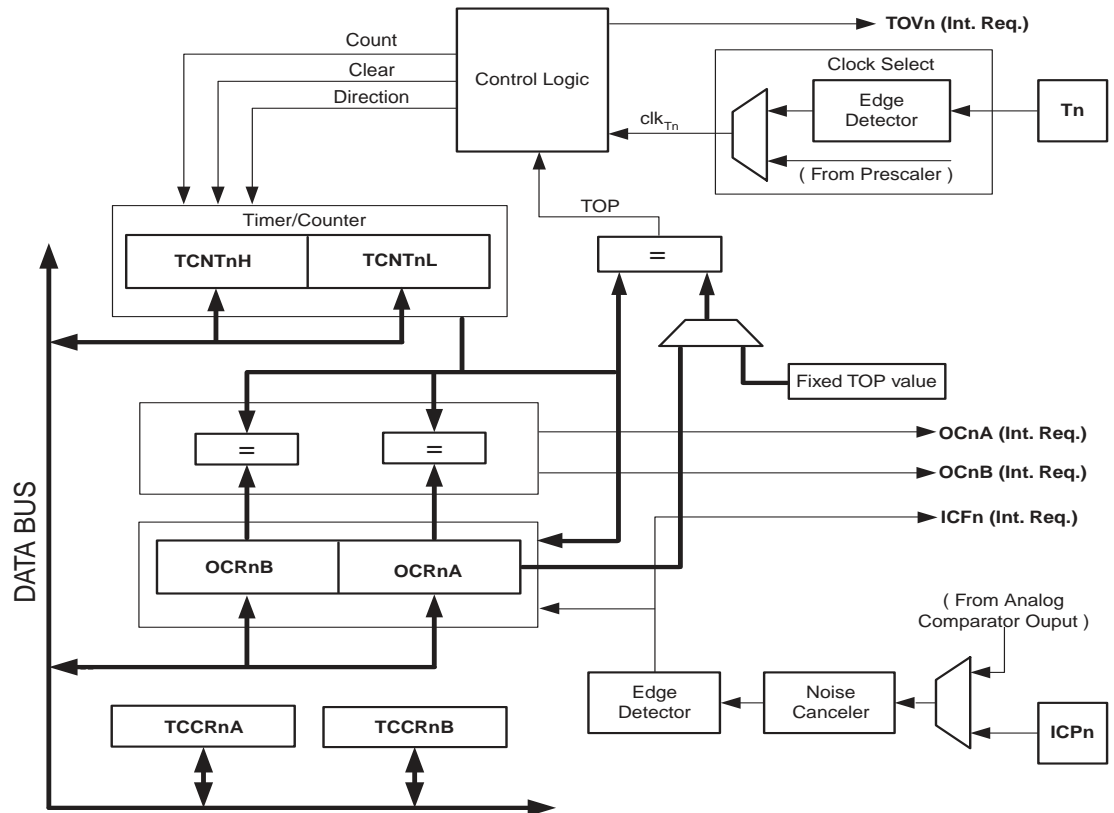 TOVn (Int. Req.)
Count
Clear
Direction
Control Logic
Clock Select
Edge
Detector
Tn
clkTn
( From Prescaler )
TOP
Timer/Counter
TCNTnH
TCNTnL
=
Fixed TOP value
=
=
OCnA (Int. Req.)
OCnB (Int. Req.)
ICFn (Int. Req.)
DATA BUS
OCRnB
OCRnA
( From Analog
Comparator Ouput )
Edge
Detector
Noise
Canceler
ICPn
TCCRnA
TCCRnB